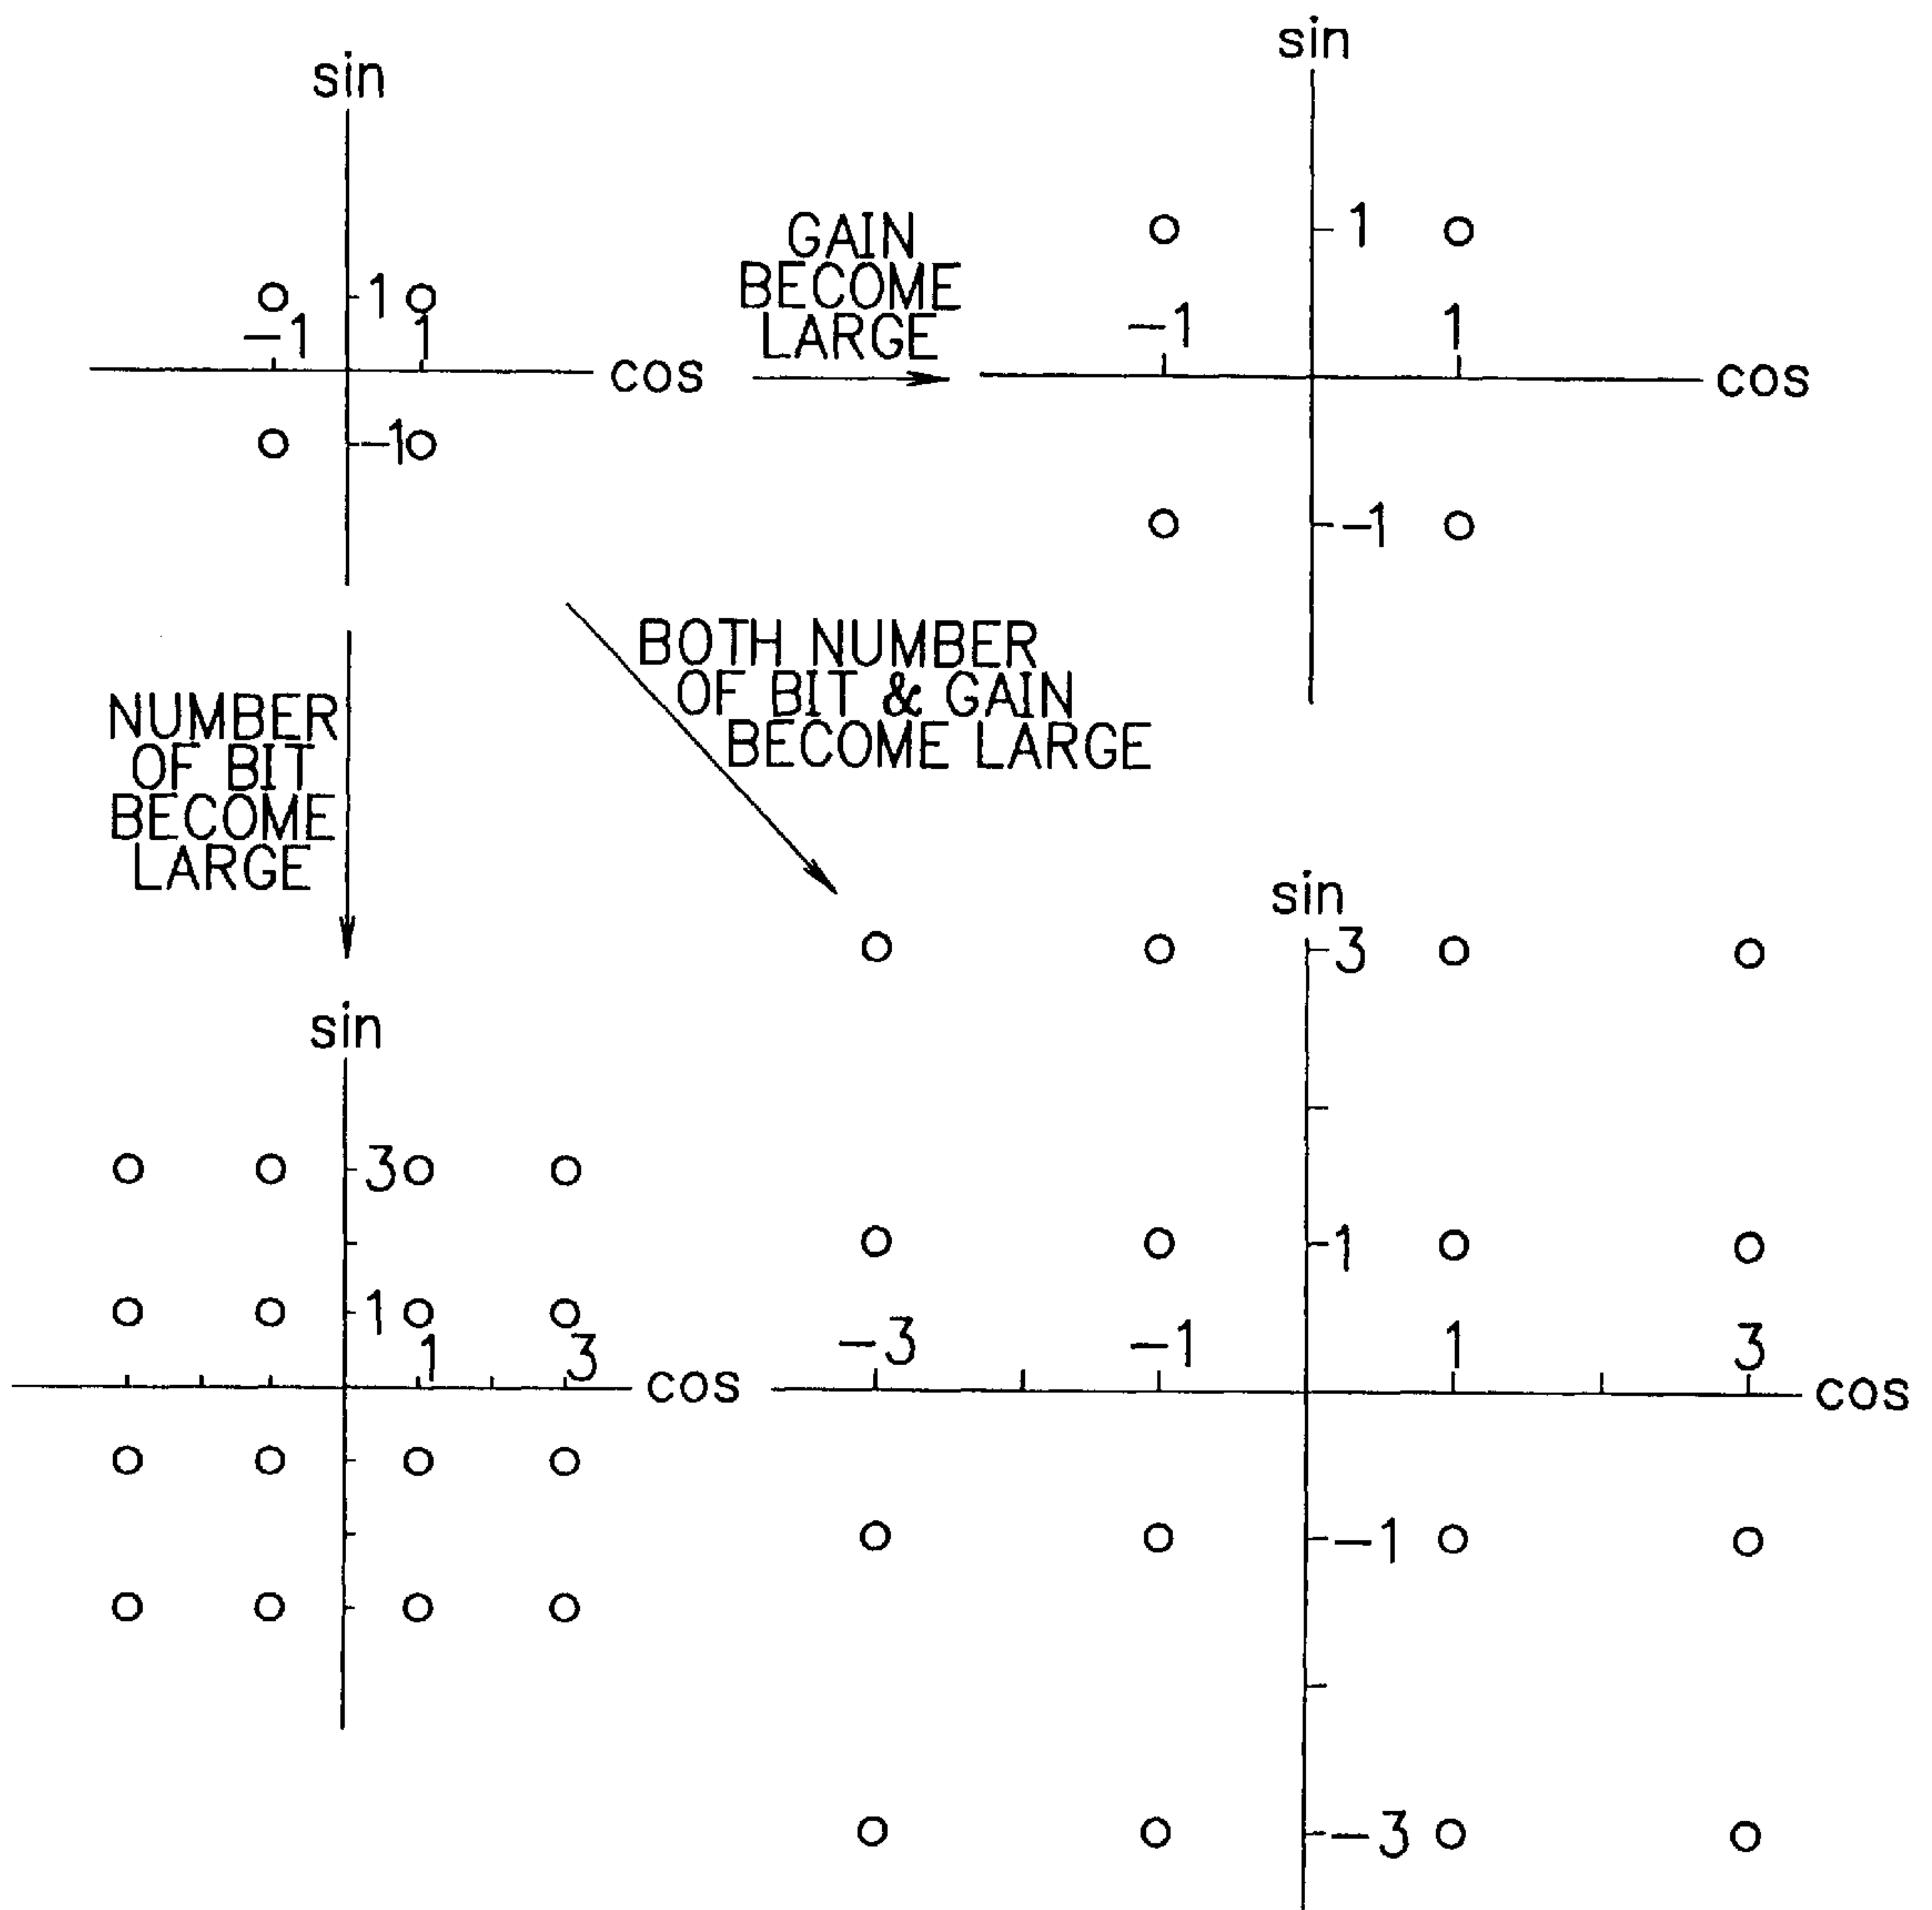 sin
1
-1
1
cos
-1
GAIN
BECOME
LARGE
sin
1
-1
1
cos
-1
NUMBER
OF BIT
BECOME
LARGE
BOTH NUMBER
OF BIT & GAIN
BECOME LARGE
sin
3
1
1
3
cos
sin
3
1
-3
-1
1
3
cos
-1
-3